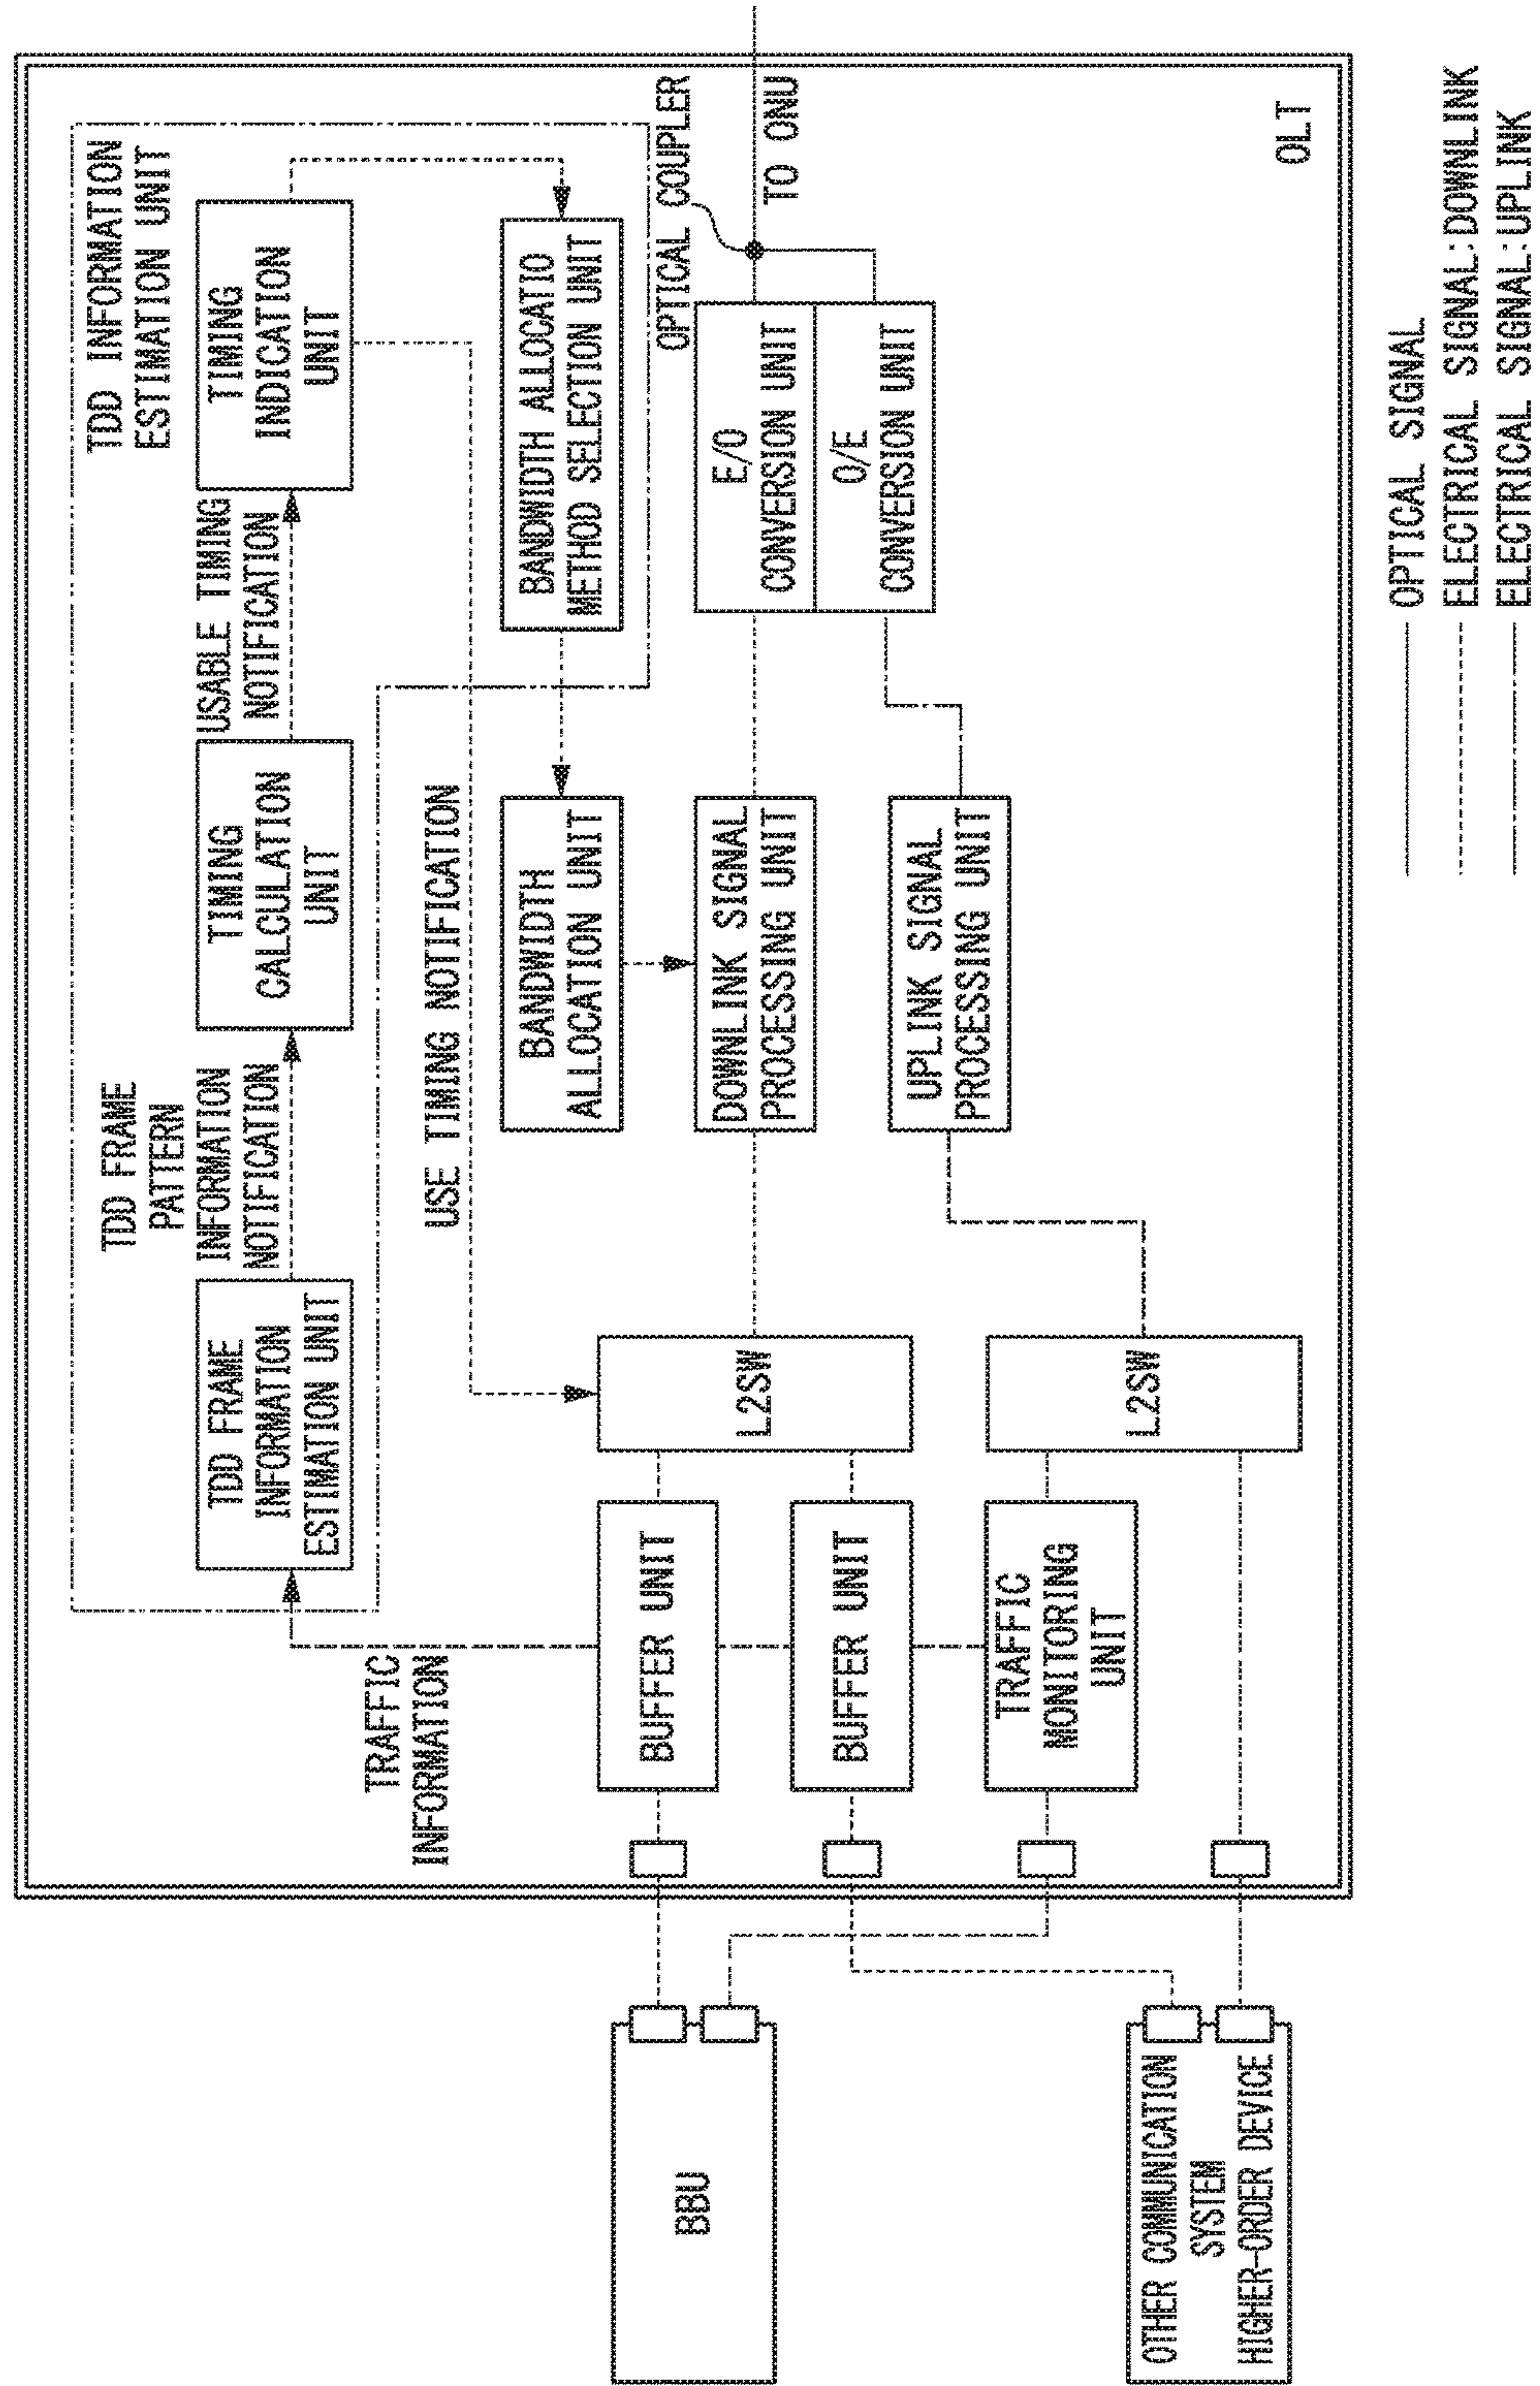 TDD INFORMATION
ESTIMATION UNIT
TDD FRAME
PATTERN
INFORMATION
NOTIFICATION
USABLE TIMING
NOTIFICATION
TDD FRAME
INFORMATION
ESTIMATION UNIT
TIMING
CALCULATION
UNIT
TIMING
INDICATION
UNIT
TRAFFIC
INFORMATION
USE TIMING NOTIFICATION
BANDWIDTH
ALLOCATION UNIT
BANDWIDTH ALLOCATIO
METHOD SELECTION UNIT
OPTICAL COUPLER
BBU
BUFFER UNIT
BUFFER UNIT
L2SW
DOWNLINK SIGNAL
PROCESSING UNIT
E/O
CONVERSION UNIT
O/E
CONVERSION UNIT
TO ONU
TRAFFIC
MONITORING
UNIT
L2SW
UPLINK SIGNAL
PROCESSING UNIT
OTHER COMMUNICATION
SYSTEM
HIGHER-ORDER DEVICE
OLT
OPTICAL SIGNAL
ELECTRICAL SIGNAL:DOWNLINK
ELECTRICAL SIGNAL:UPLINK